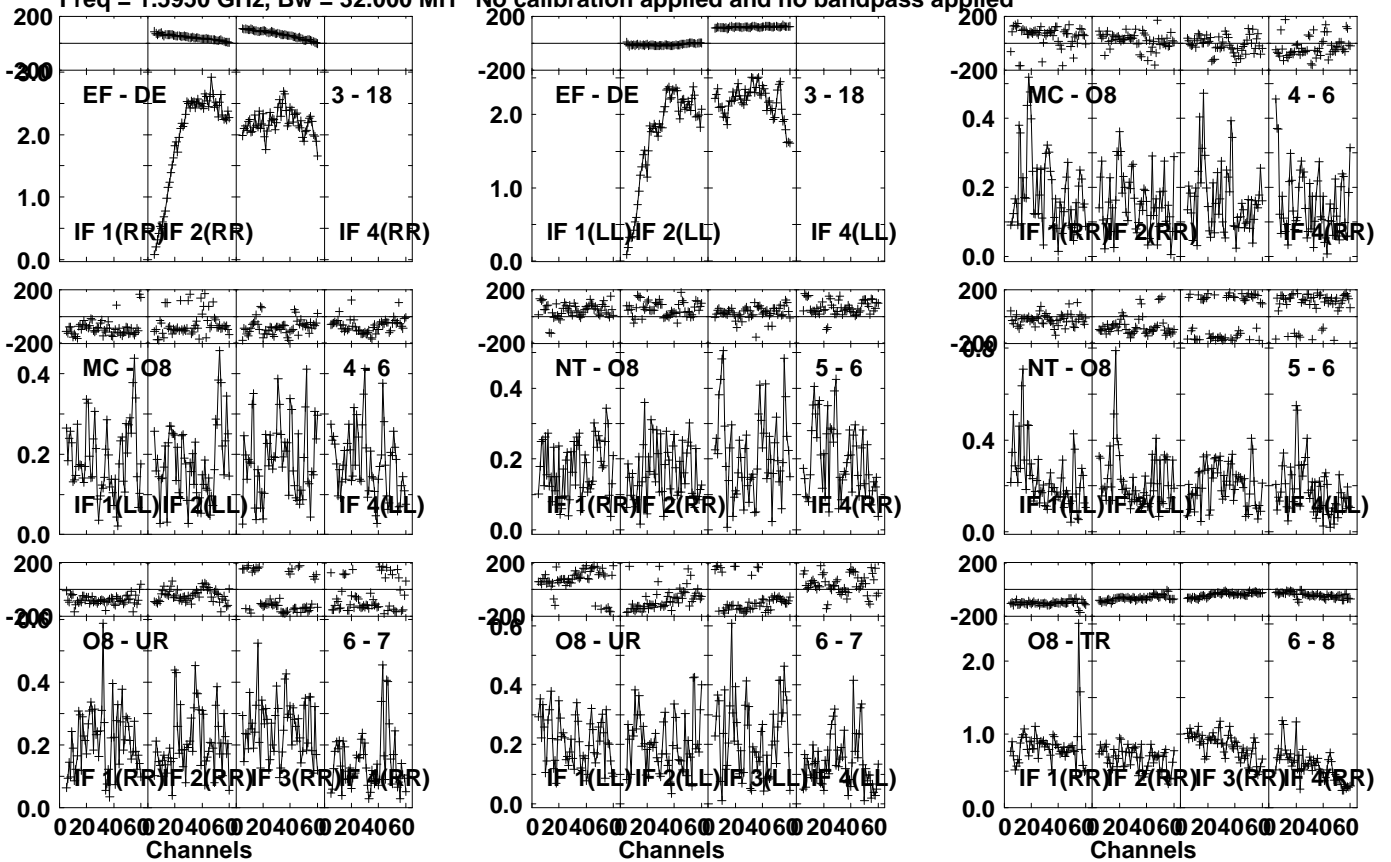 Freq = 1.5950 GHz, Bw = 32.000 MH No calibration applied and no bandpass applied
200
-200
3.0
2.0
1.0
0.0
EF - DE
3 - 18
IF 1(RR)
IF 2(RR)
IF 4(RR)
200
-200
2.0
1.0
0.0
EF - DE
3 - 18
IF 1(LL)
IF 2(LL)
IF 4(LL)
200
-200
0.4
0.2
0.0
MC - O8
4 - 6
IF 1(RR)
IF 2(RR)
IF 4(RR)
200
-200
0.4
0.2
0.0
MC - O8
4 - 6
IF 1(LL)
IF 2(LL)
IF 4(LL)
200
-200
0.4
0.2
0.0
NT - O8
5 - 6
IF 1(RR)
IF 2(RR)
IF 4(RR)
200
-200
0.8
0.4
0.0
NT - O8
5 - 6
IF 1(LL)
IF 2(LL)
IF 4(LL)
200
-200
0.6
0.4
0.2
0.0
O8 - UR
6 - 7
IF 1(RR)
IF 2(RR)
IF 3(RR)
IF 4(RR)
0 20 40 60 0 20 40 60 0 20 40 60 0 20 40 60
Channels
200
-200
0.6
0.4
0.2
0.0
O8 - UR
6 - 7
IF 1(LL)
IF 2(LL)
IF 3(LL)
IF 4(LL)
0 20 40 60 0 20 40 60 0 20 40 60 0 20 40 60
Channels
200
-200
2.0
1.0
0.0
O8 - TR
6 - 8
IF 1(RR)
IF 2(RR)
IF 3(RR)
IF 4(RR)
0 20 40 60 0 20 40 60 0 20 40 60 0 20 40 60
Channels